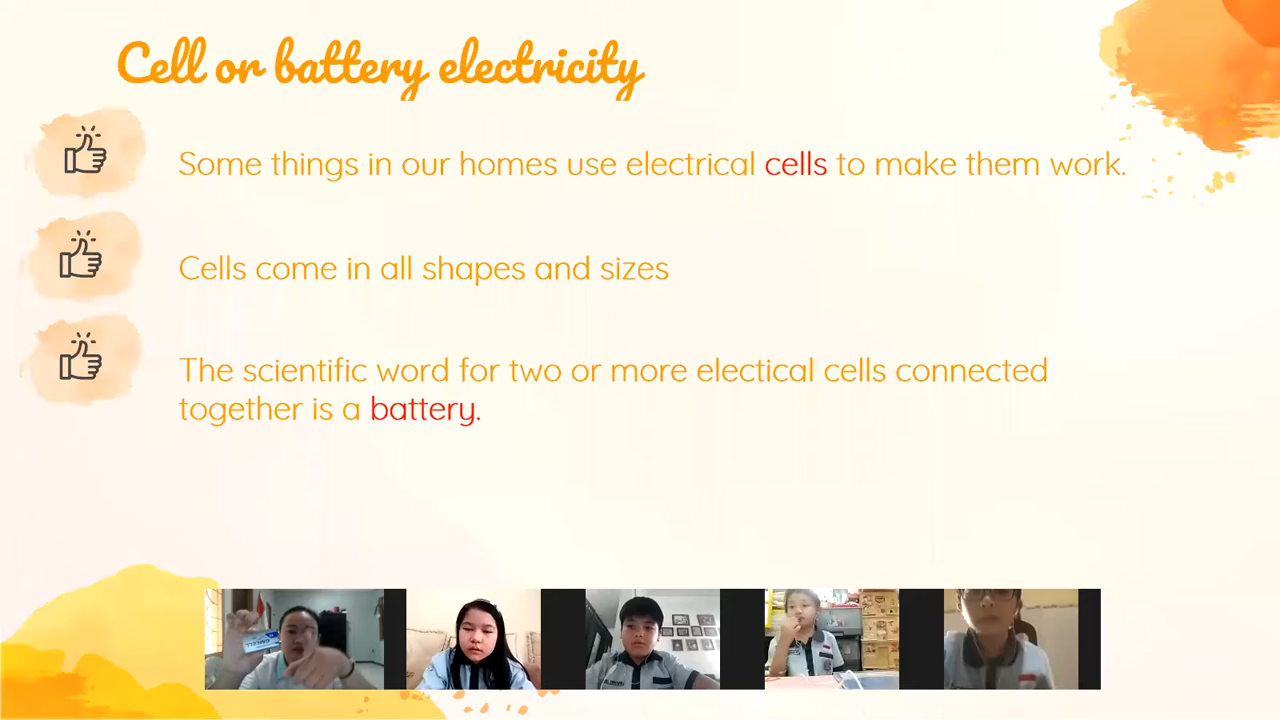 Cell or battery electricity
Some things in our homes use electrical cells to make them work.
Cells come in all shapes and sizes
The scientific word for two or more electical cells connected
together is a battery.